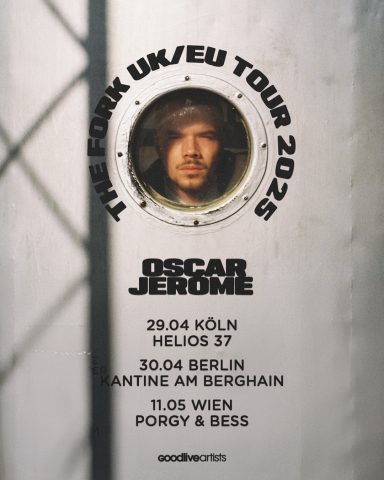 THE FORK UK/EU TOUR 2025
OSCAR
JEROME
29.04 KÖLN
HELIOS 37
30.04 BERLIN
KANTINE AM BERGHAIN
11.05 WIEN
PORGY & BESS
goodliveartists